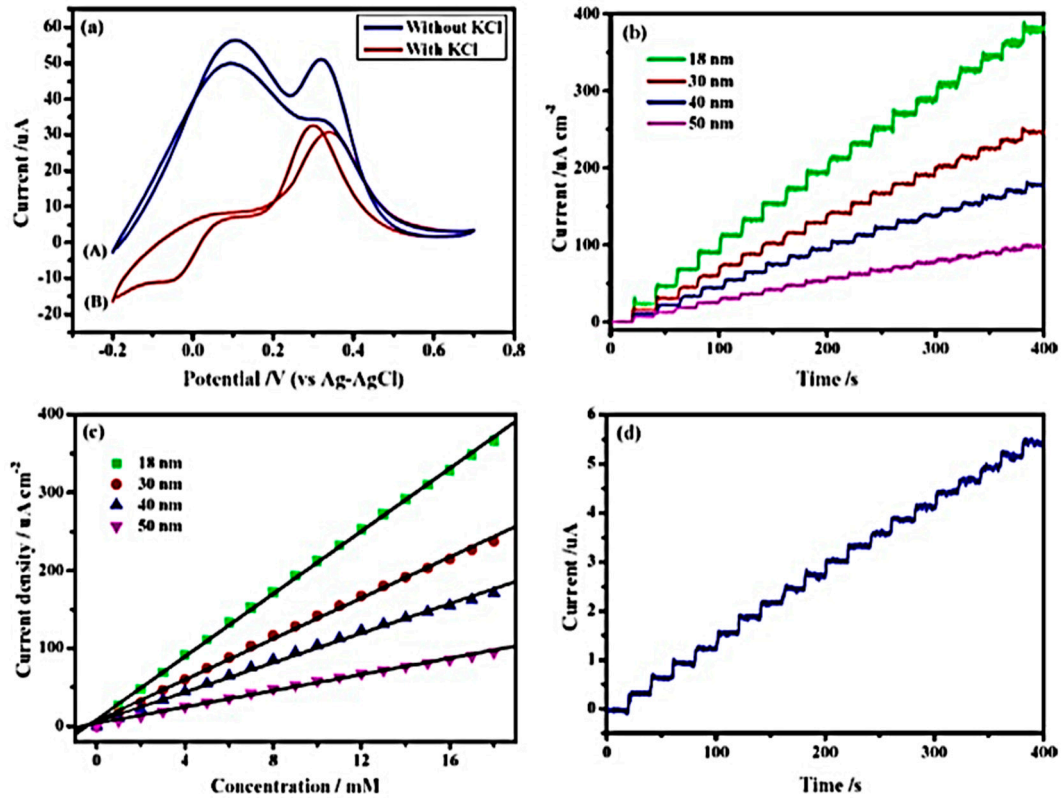 (a)
Without KCl
With KCl
(A)
(B)
60
50
40
30
20
10
0
-10
-20
Current /uA
-0.2
0.0
0.2
0.4
0.6
0.8
Potential /V (vs Ag-AgCl)
(b)
18 nm
30 nm
40 nm
50 nm
400
300
200
100
0
Current /uA cm⁻²
0
100
200
300
400
Time /s
(c)
18 nm
30 nm
40 nm
50 nm
400
300
200
100
0
Current density / uA cm⁻²
0
4
8
12
16
Concentration / mM
(d)
6
5
4
3
2
1
0
Current /uA
0
100
200
300
400
Time /s